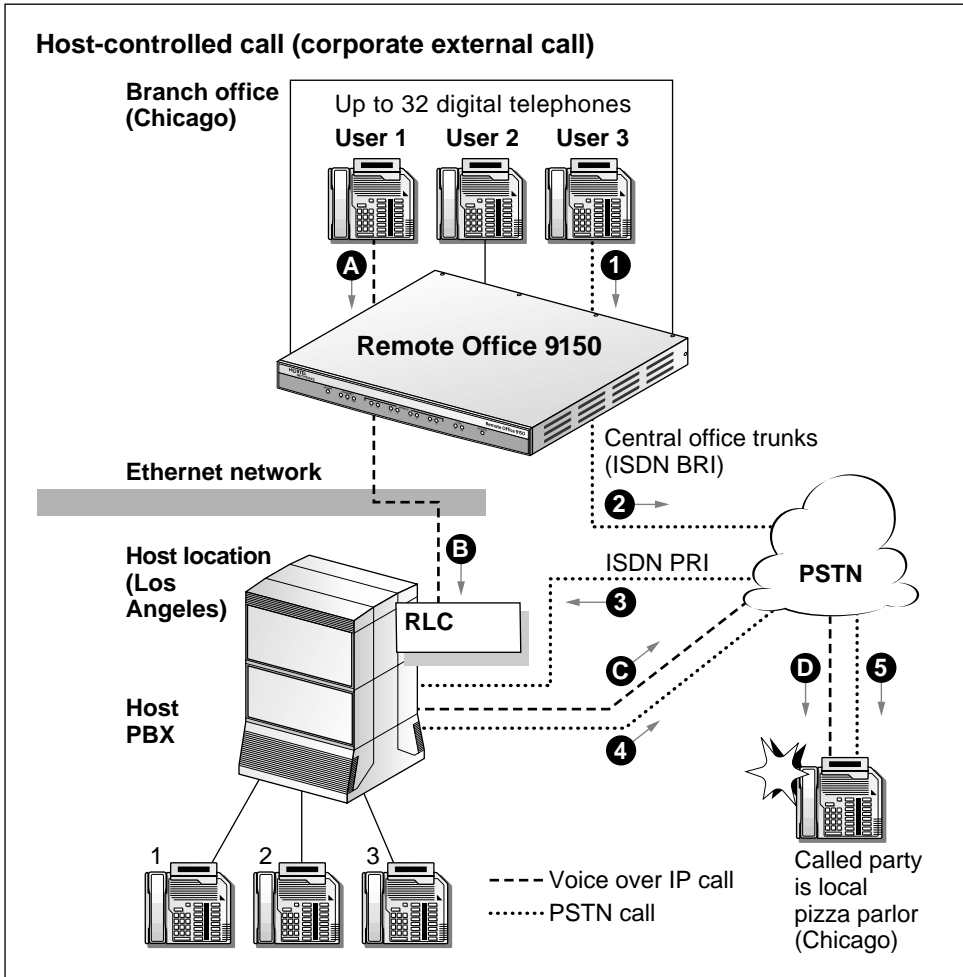 Host-controlled call (corporate external call)
Branch office
(Chicago)
Up to 32 digital telephones
User 1
User 2
User 3
A
1
Remote Office 9150
Remote Office 9150
Central office trunks
(ISDN BRI)
Ethernet network
2
Host location
(Los
Angeles)
B
RLC
ISDN PRI
3
PSTN
C
D
5
Host
PBX
4
1
2
3
Voice over IP call
PSTN call
Called party
is local
pizza parlor
(Chicago)